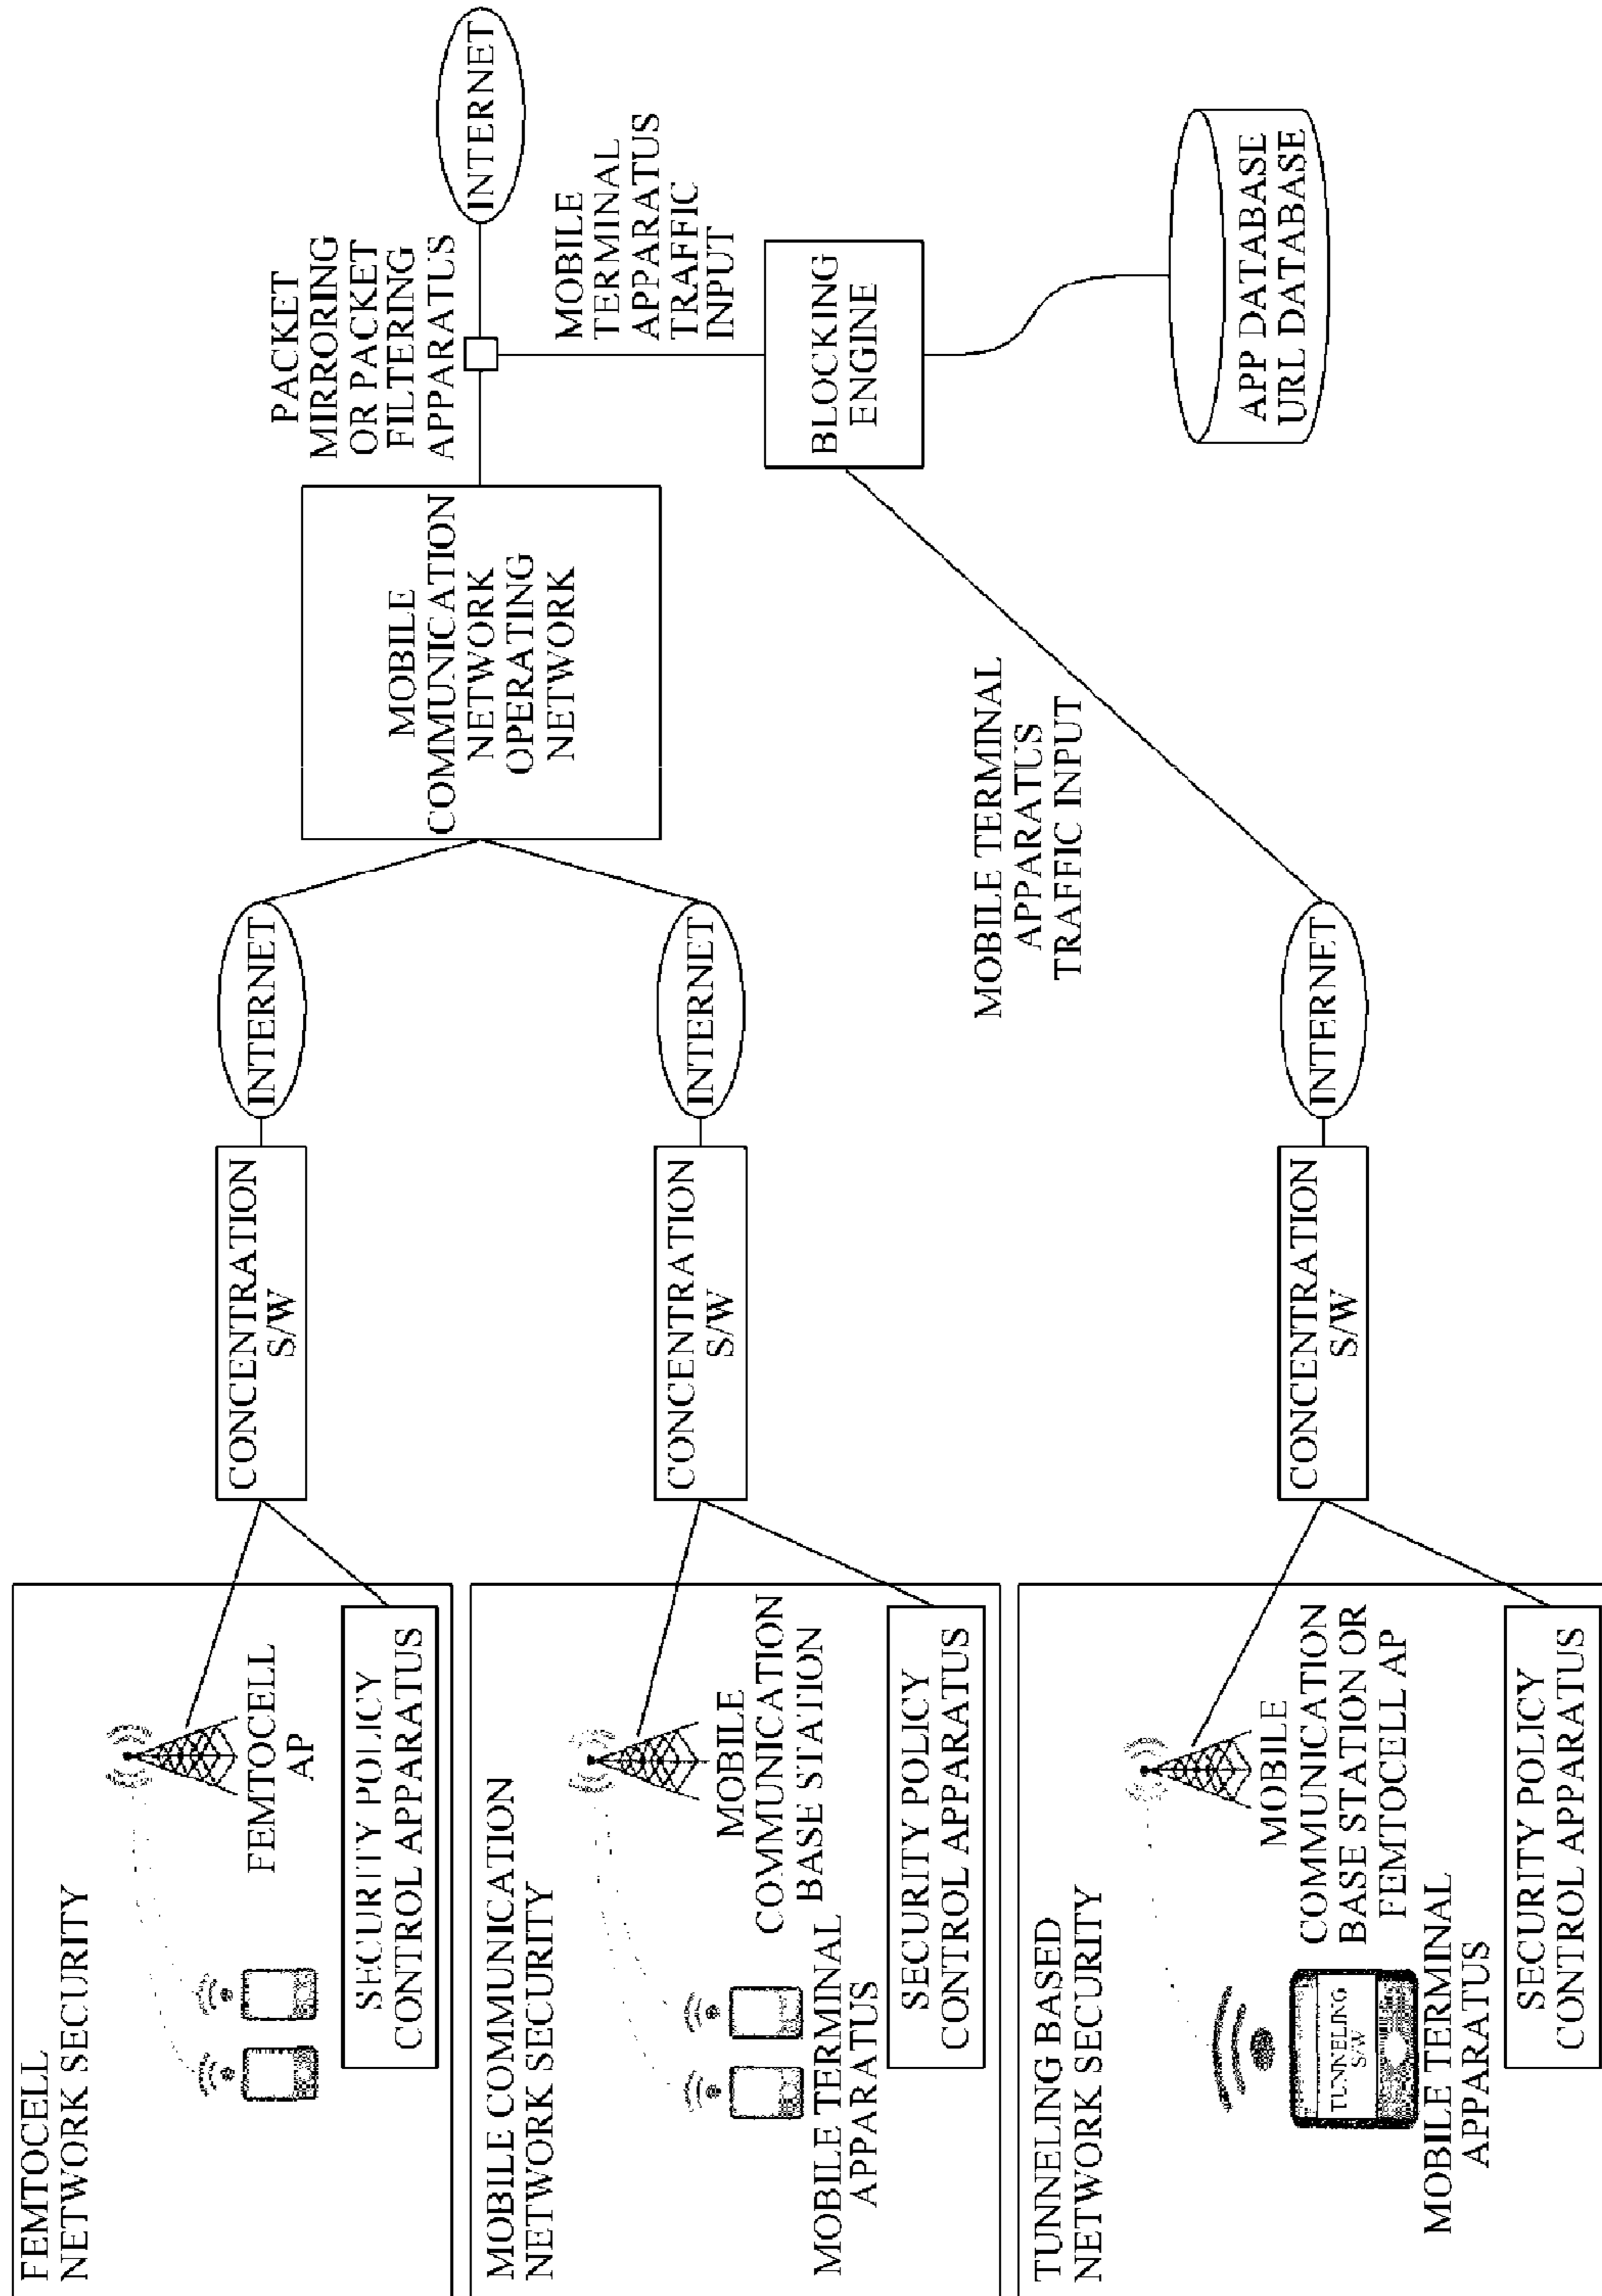 FEMTOCELL
NETWORK SECURITY
FEMTOCELL
AP
SECURITY POLICY
CONTROL APPARATUS
CONCENTRATION
S/W
INTERNET
MOBILE COMMUNICATION
NETWORK SECURITY
MOBILE TERMINAL
APPARATUS
MOBILE
COMMUNICATION
BASE STATION
SECURITY POLICY
CONTROL APPARATUS
CONCENTRATION
S/W
INTERNET
MOBILE
COMMUNICATION
NETWORK
OPERATING
NETWORK
PACKET
MIRRORING
OR PACKET
FILTERING
APPARATUS
INTERNET
MOBILE
TERMINAL
APPARATUS
TRAFFIC
INPUT
BLOCKING
ENGINE
APP DATABASE
URL DATABASE
MOBILE TERMINAL
APPARATUS
TRAFFIC INPUT
TUNNELING BASED
NETWORK SECURITY
TUNNELING
S/W
MOBILE TERMINAL
APPARATUS
MOBILE
COMMUNICATION
BASE STATION OR
FEMTOCELL AP
SECURITY POLICY
CONTROL APPARATUS
CONCENTRATION
S/W
INTERNET